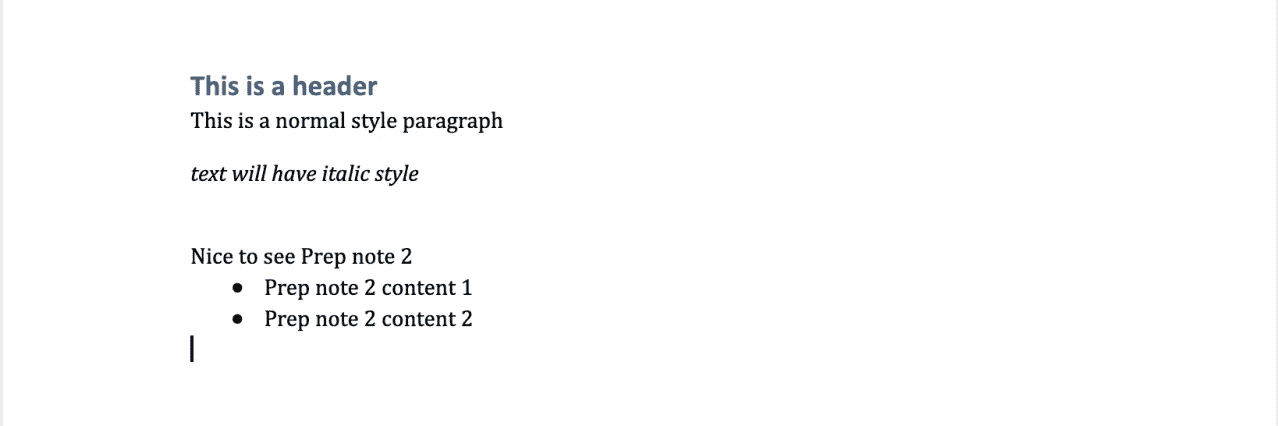 This is a header
This is a normal style paragraph
text will have italic style
Nice to see Prep note 2
● Prep note 2 content 1
● Prep note 2 content 2